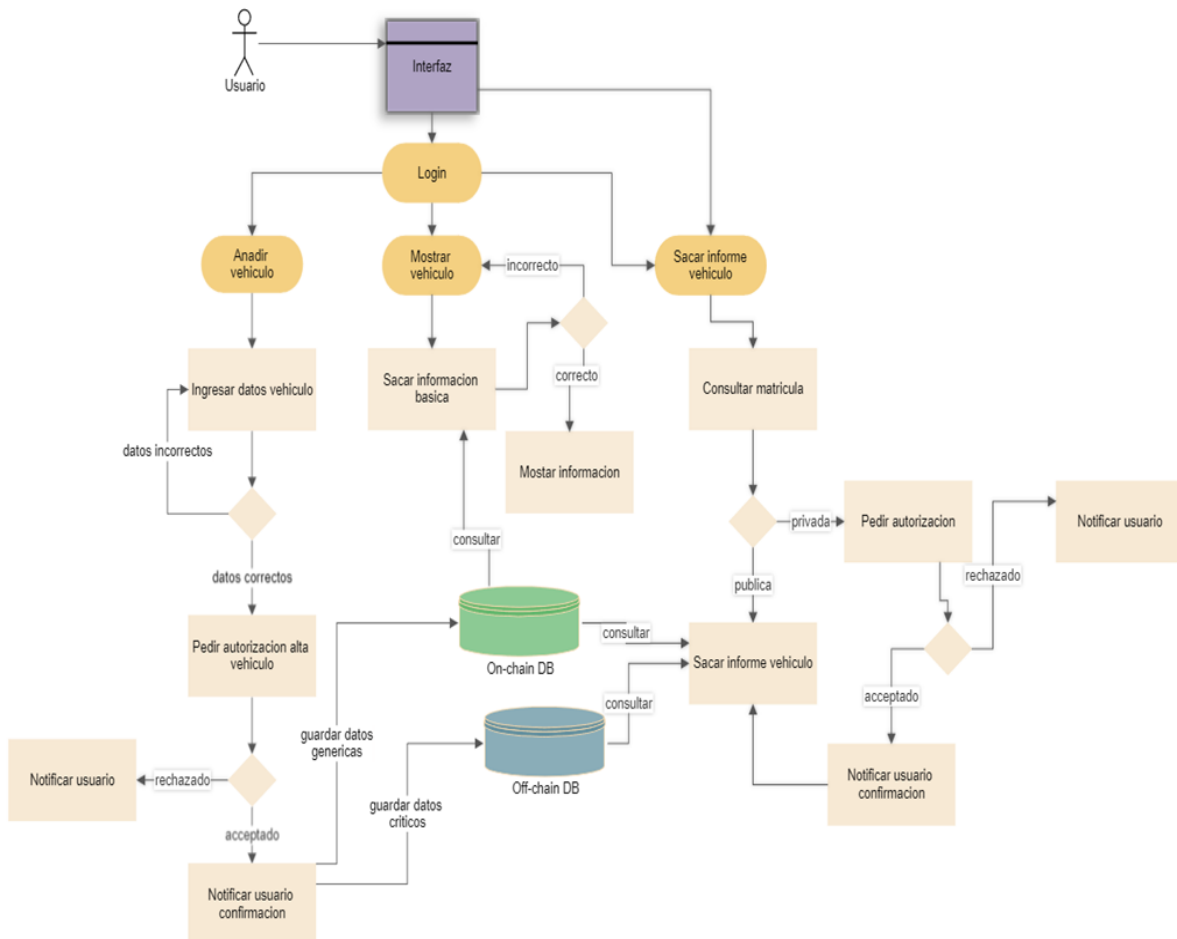 Interfaz
Usuario
Login
Anadir
vehiculo
Mostrar
vehiculo
incorrecto
Sacar informe
vehiculo
Ingresar datos vehiculo
Sacar informacion
basica
correcto
Consultar matricula
datos incorrectos
Mostar informacion
privada
Pedir autorizacion
Notificar usuario
consultar
datos correctos
publica
rechazado
Pedir autorizacion alta
vehiculo
On-chain DB
consultar
Sacar informe vehiculo
consultar
acceptado
guardar datos
genericas
Notificar usuario
rechazado
Off-chain DB
Notificar usuario
confirmacion
guardar datos
criticos
acceptado
Notificar usuario
confirmacion